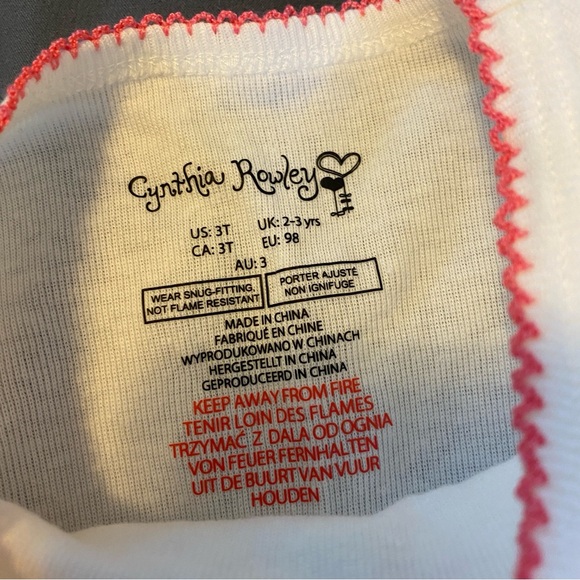 Cynthia Rowley
US: 3T UK: 2-3 yrs
CA: 3T EU: 98
AU: 3
WEAR SNUG-FITTING, PORTER AJUSTÉ
NOT FLAME RESISTANT NON IGNIFUGE
MADE IN CHINA
FABRIQUÉ EN CHINE
WYPRODUKOWANO W CHINACH
HERGESTELLT IN CHINA
GEPRODUCEERD IN CHINA
KEEP AWAY FROM FIRE
TENIR LOIN DES FLAMES
TRZYMAĆ Z DALA OD OGNIA
VON FEUER FERNHALTEN
UIT DE BUURT VAN VUUR
HOUDEN